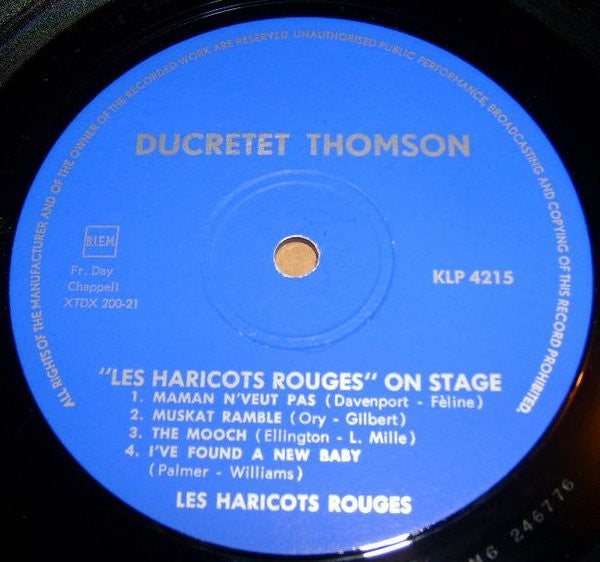 ALL RIGHTS OF THE MANUFACTURER AND OF THE OWNER OF THE RECORDED WORK ARE RESERVED UNAUTHORISED PUBLIC PERFORMANCE, BROADCASTING AND COPYING OF THIS RECORD PROHIBITED.
DUCRETET THOMSON
B.I.E.M
Fr. Day
Chappell
XTDX 200-21
KLP 4215
"LES HARICOTS ROUGES" ON STAGE
1. MAMAN N'VEUT PAS (Davenport - Fèline)
2. MUSKAT RAMBLE (Ory - Gilbert)
3. THE MOOCH (Ellington - L. Mille)
4. I'VE FOUND A NEW BABY
(Palmer - Williams)
LES HARICOTS ROUGES
246776